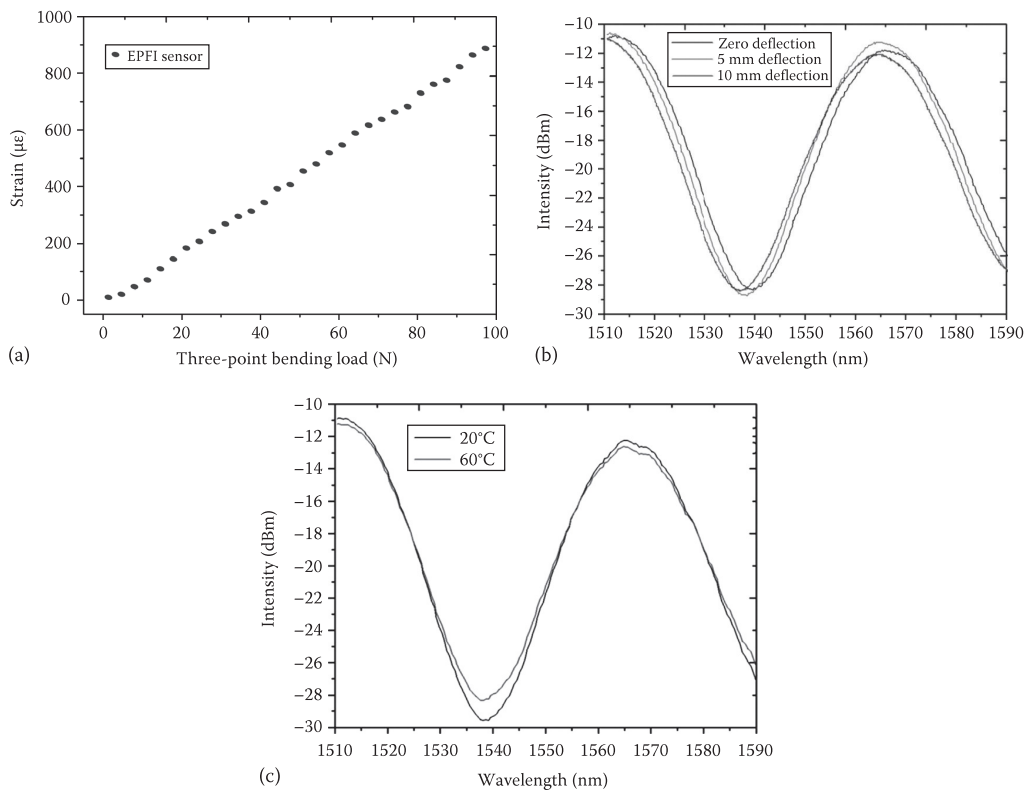 1000
800
600
400
200
0
Strain (με)
EPFI sensor
0 20 40 60 80 100
Three-point bending load (N)
(a)
−10
−12
−14
−16
−18
−20
−22
−24
−26
−28
−30
Intensity (dBm)
Zero deflection
5 mm deflection
10 mm deflection
1510 1520 1530 1540 1550 1560 1570 1580 1590
Wavelength (nm)
(b)
−10
−12
−14
−16
−18
−20
−22
−24
−26
−28
−30
Intensity (dBm)
20°C
60°C
1510 1520 1530 1540 1550 1560 1570 1580 1590
Wavelength (nm)
(c)